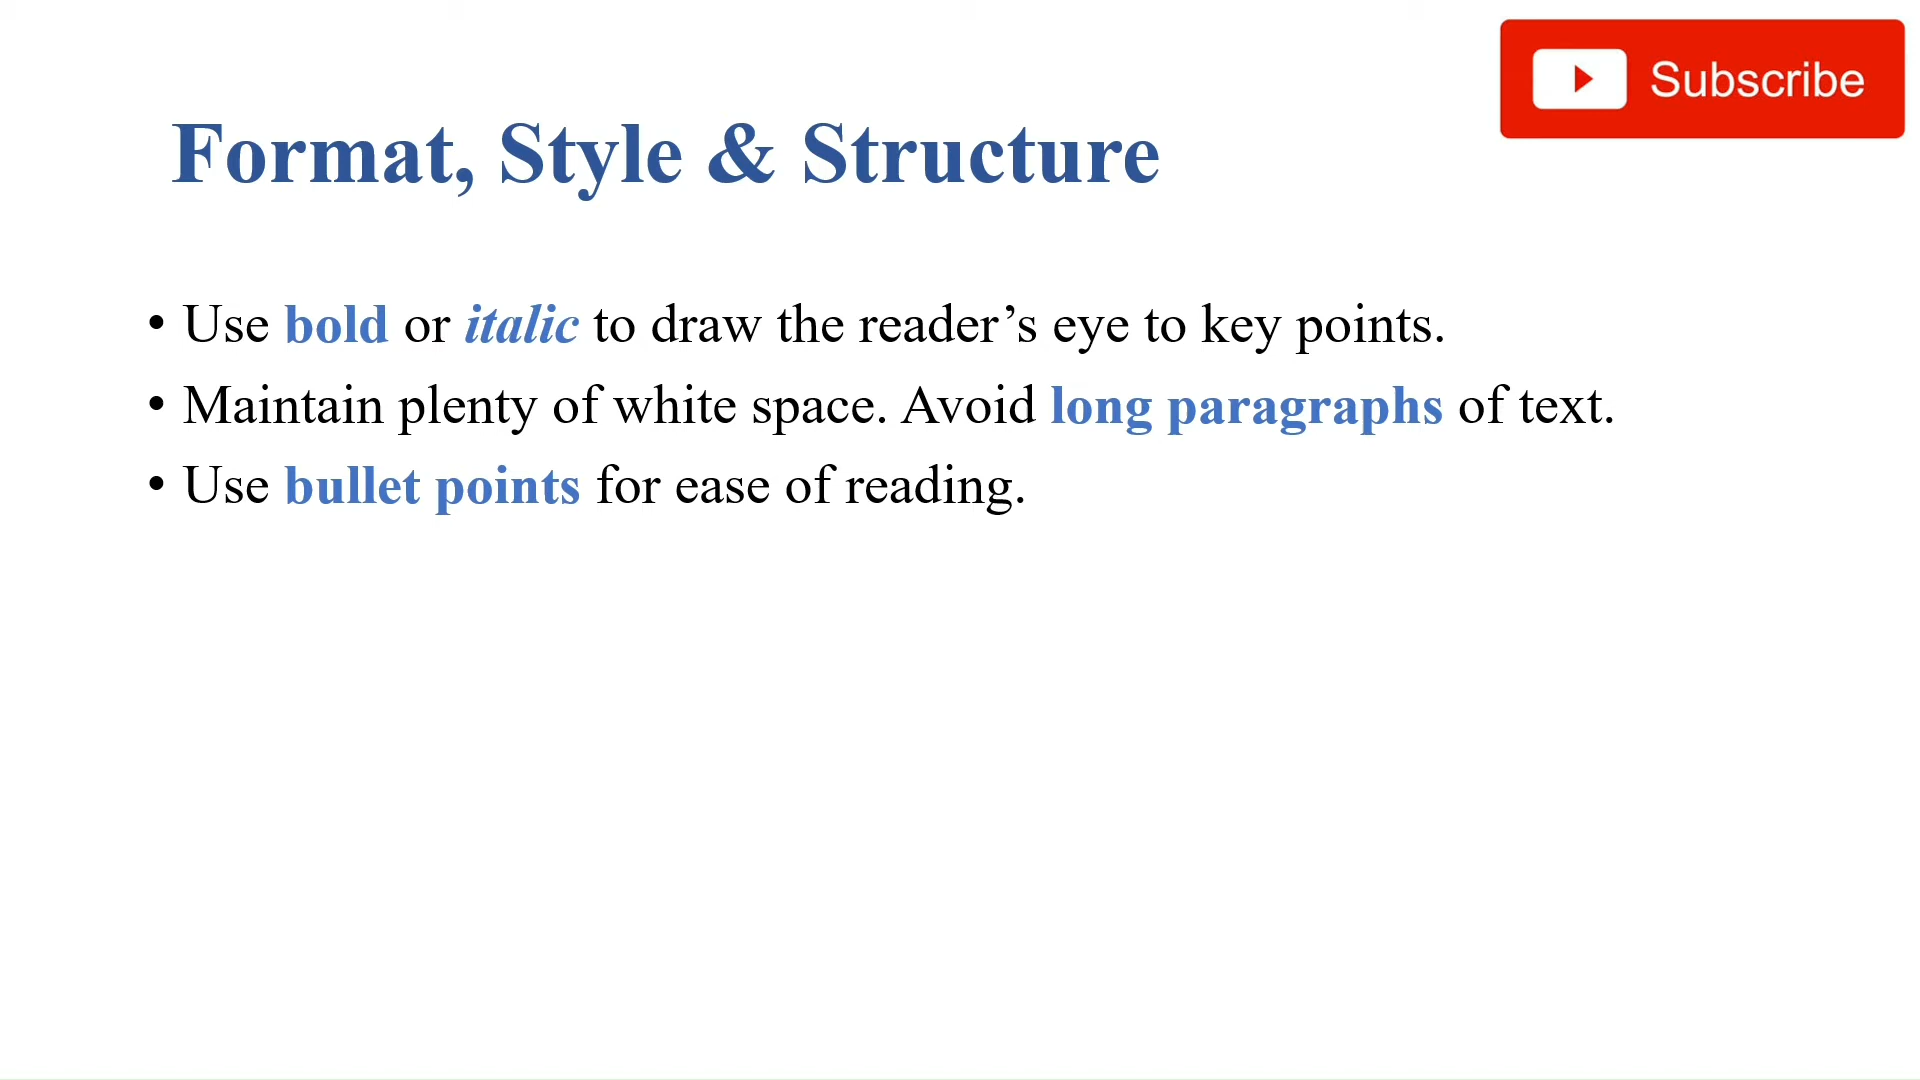 Subscribe
Format, Style & Structure
• Use bold or italic to draw the reader’s eye to key points.
• Maintain plenty of white space. Avoid long paragraphs of text.
• Use bullet points for ease of reading.